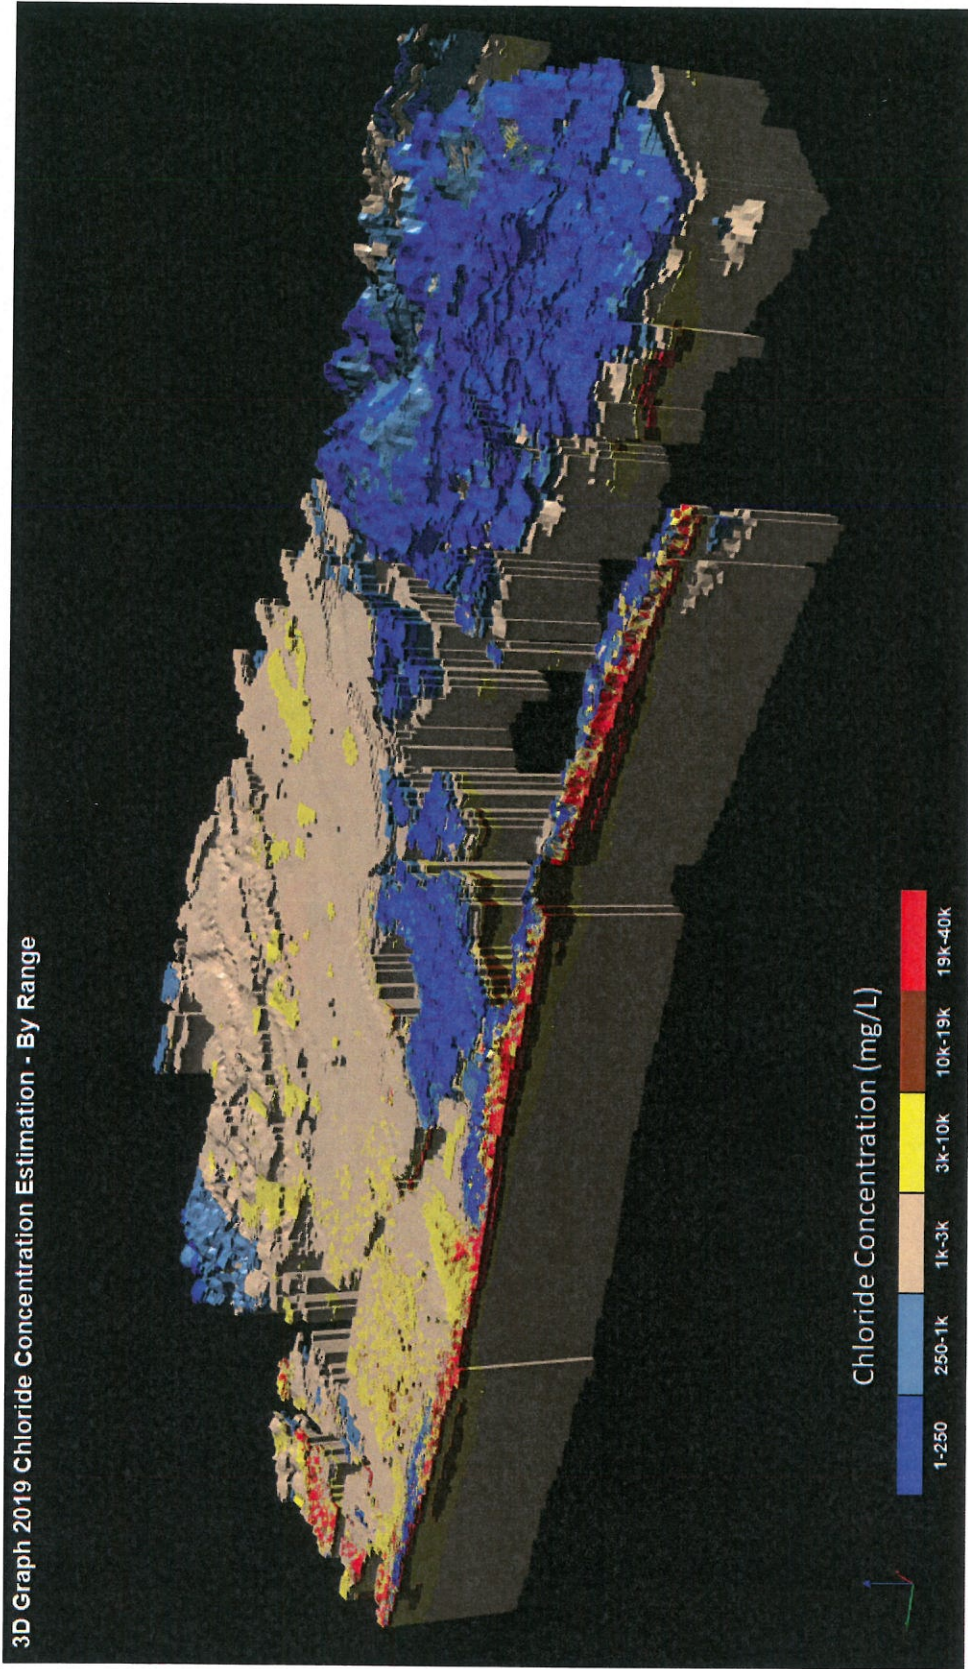 3D Graph 2019 Chloride Concentration Estimation - By Range
Chloride Concentration (mg/L)
1-250
250-1k
1k-3k
3k-10k
10k-19k
19k-40k